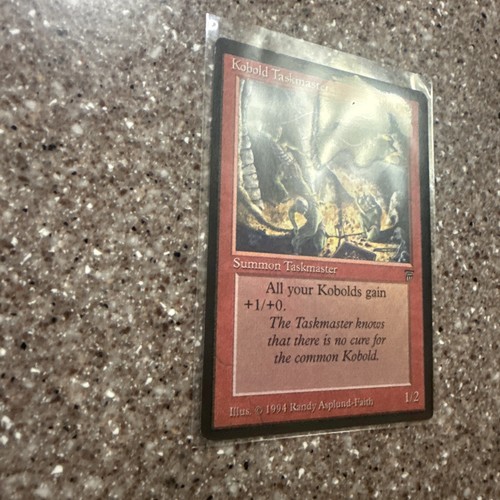 Kobold Taskmaster
Summon Taskmaster
All your Kobolds gain
+1/+0.
The Taskmaster knows
that there is no cure for
the common Kobold.
Illus. © 1994 Randy Asplund-Faith
1/2